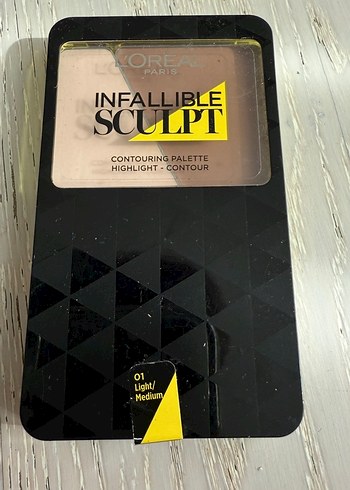 L'ORÉAL
PARIS
INFALLIBLE
SCULPT
CONTOURING PALETTE
HIGHLIGHT - CONTOUR
01
Light/
Medium